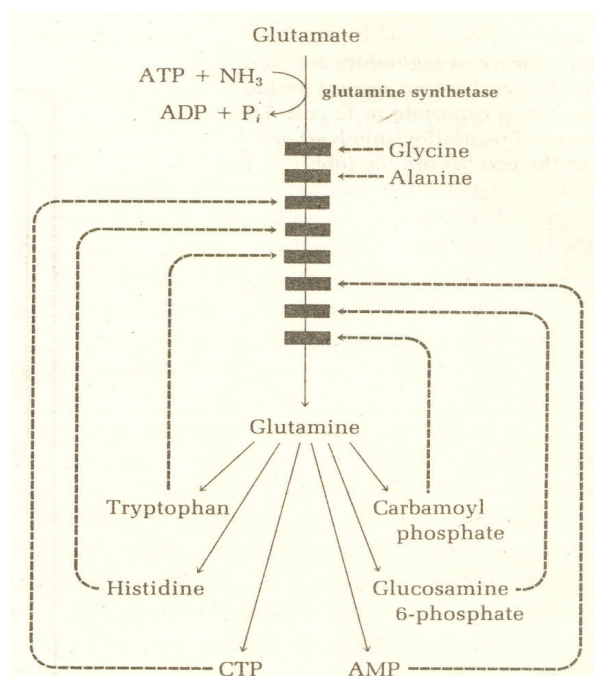 Glutamate
ATP + NH₃
glutamine synthetase
ADP + Pᵢ
Glycine
Alanine
Glutamine
Tryptophan
Carbamoyl
phosphate
Histidine
Glucosamine
6-phosphate
CTP
AMP